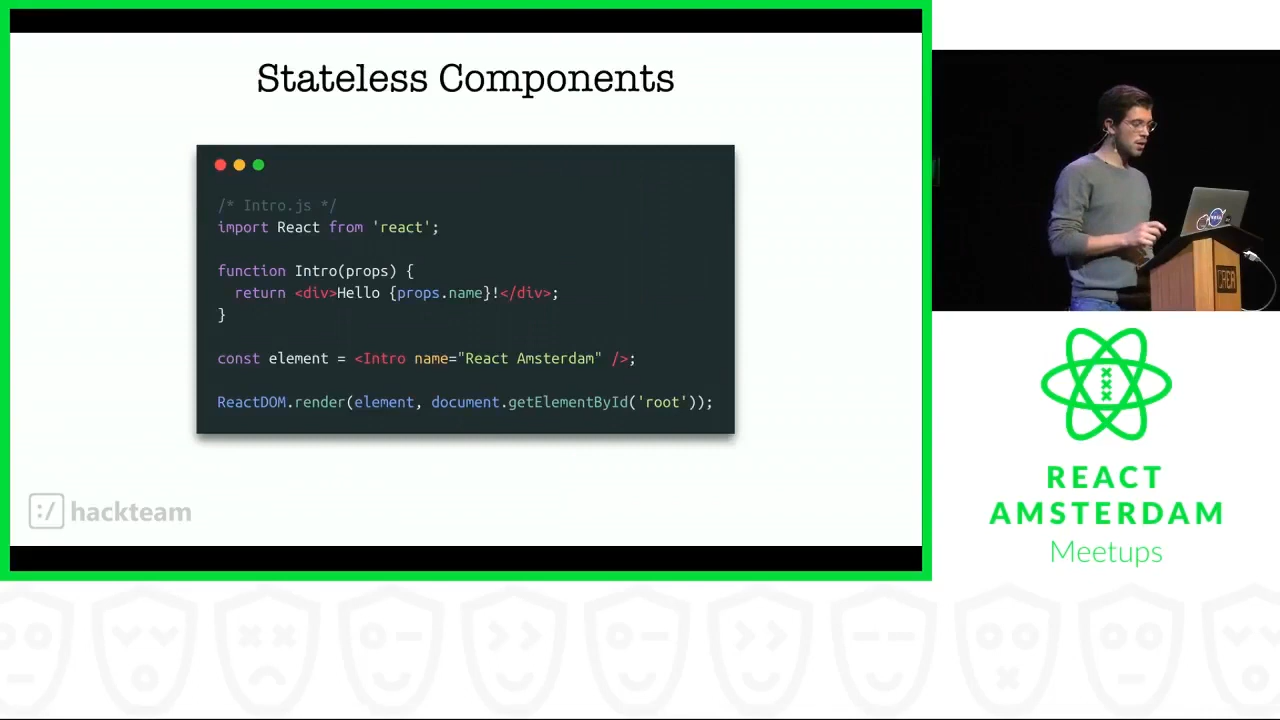 Stateless Components
/* Intro.js */
import React from 'react';
function Intro(props) {
return <div>Hello {props.name}!</div>;
}
const element = <Intro name="React Amsterdam" />;
ReactDOM.render(element, document.getElementById('root'));
:/ hackteam
CREA
REACT
AMSTERDAM
Meetups